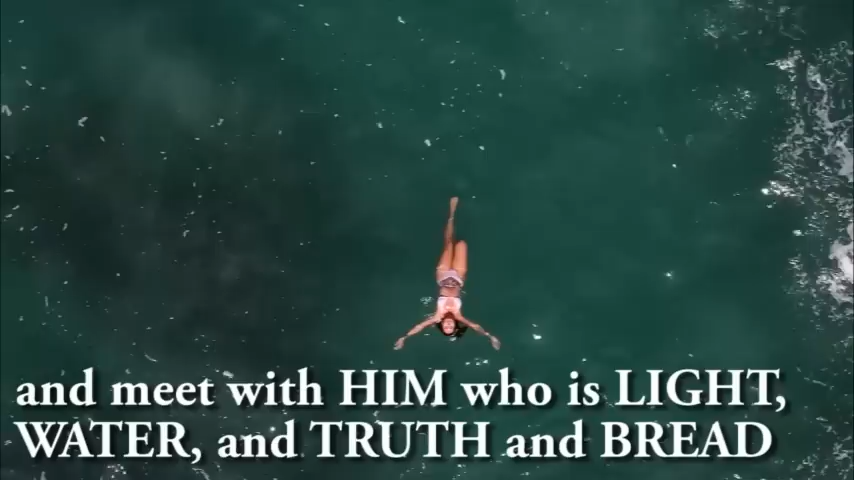 and meet with HIM who is LIGHT,
WATER, and TRUTH and BREAD